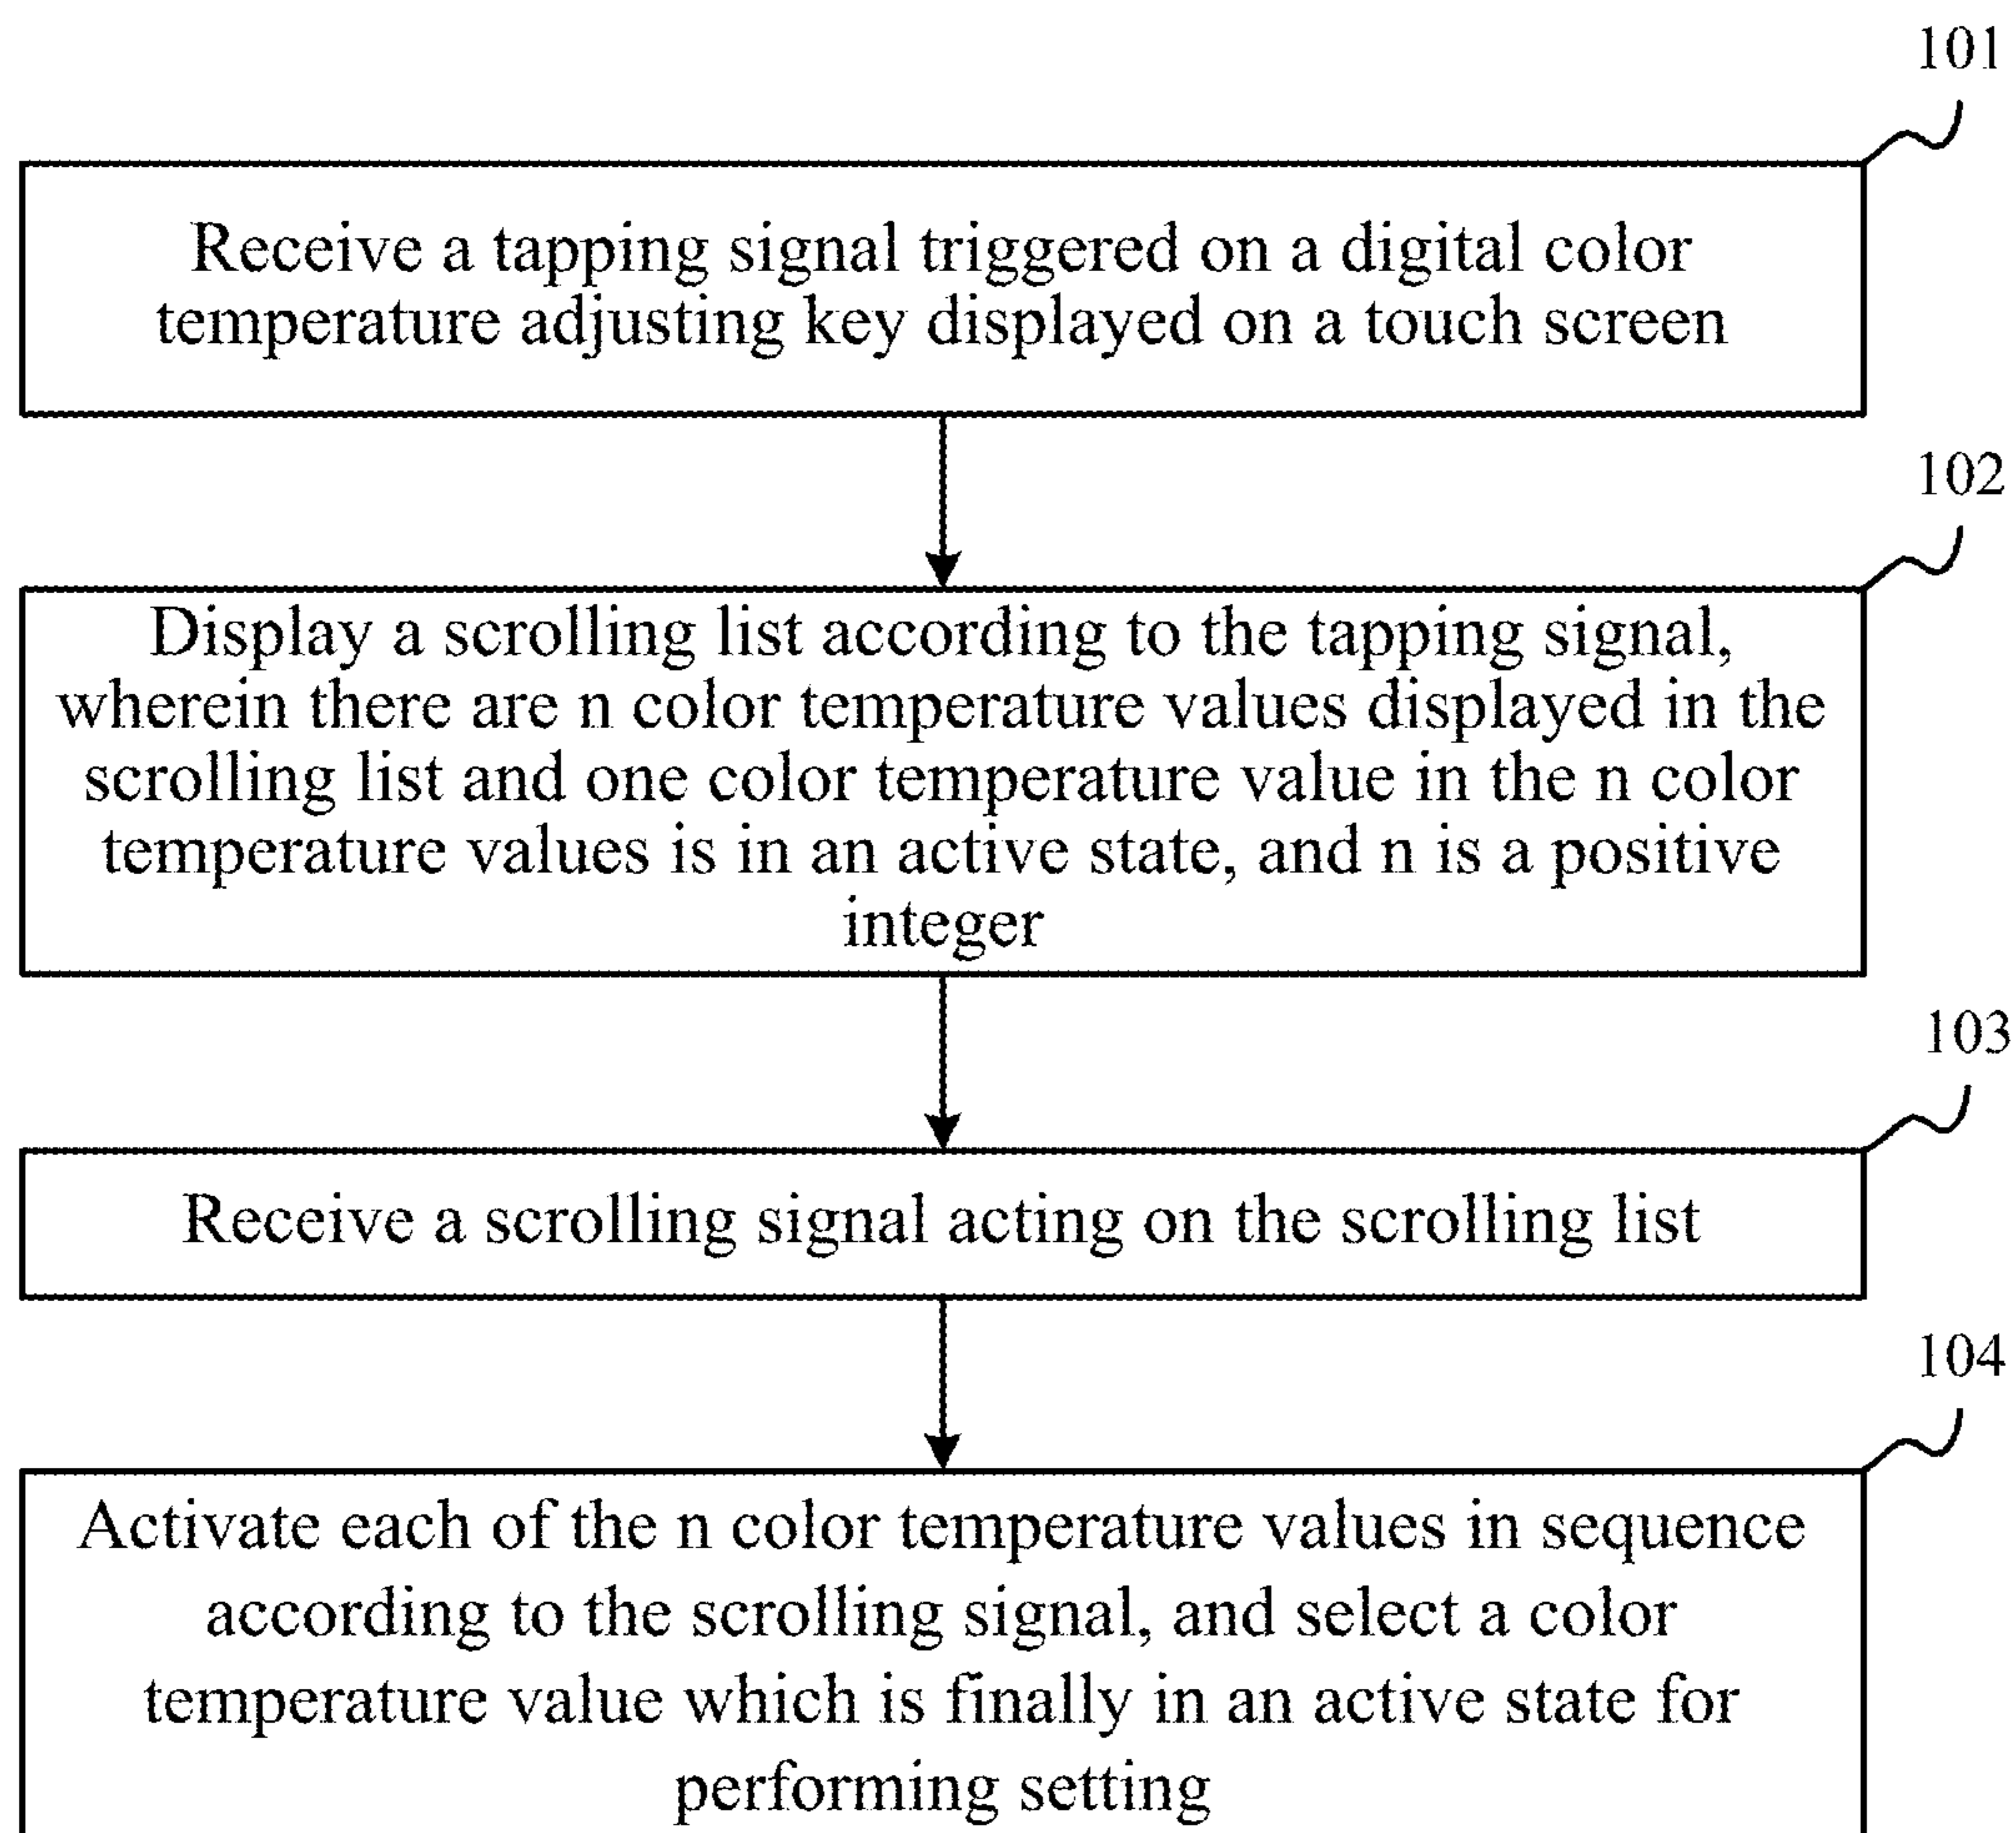 101
Receive a tapping signal triggered on a digital color
temperature adjusting key displayed on a touch screen
102
Display a scrolling list according to the tapping signal,
wherein there are n color temperature values displayed in the
scrolling list and one color temperature value in the n color
temperature values is in an active state, and n is a positive
integer
103
Receive a scrolling signal acting on the scrolling list
104
Activate each of the n color temperature values in sequence
according to the scrolling signal, and select a color
temperature value which is finally in an active state for
performing setting